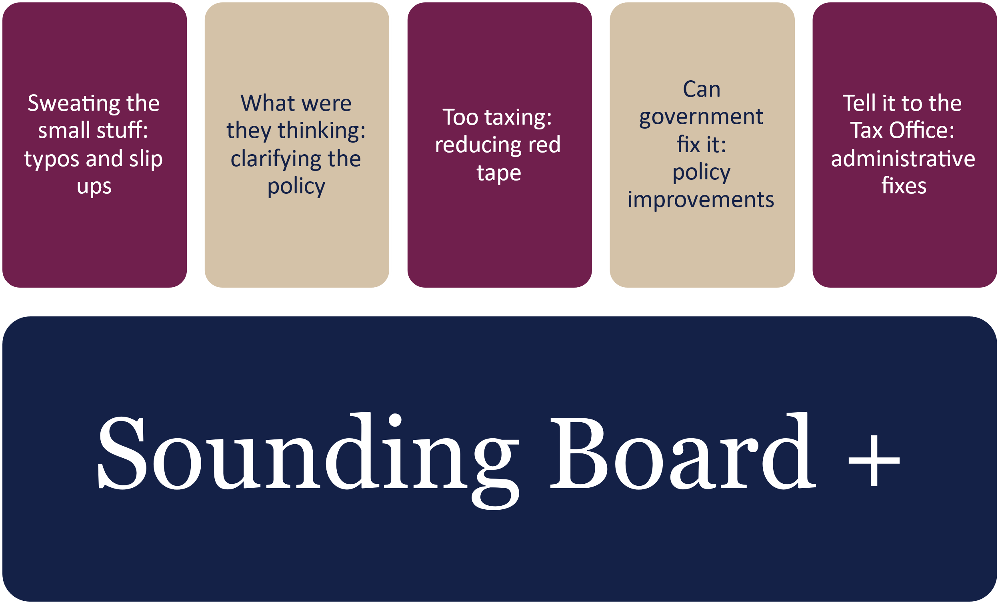 Sweating the
small stuff:
typos and slip
ups
What were
they thinking:
clarifying the
policy
Too taxing:
reducing red
tape
Can
government
fix it:
policy
improvements
Tell it to the
Tax Office:
administrative
fixes
Sounding Board +